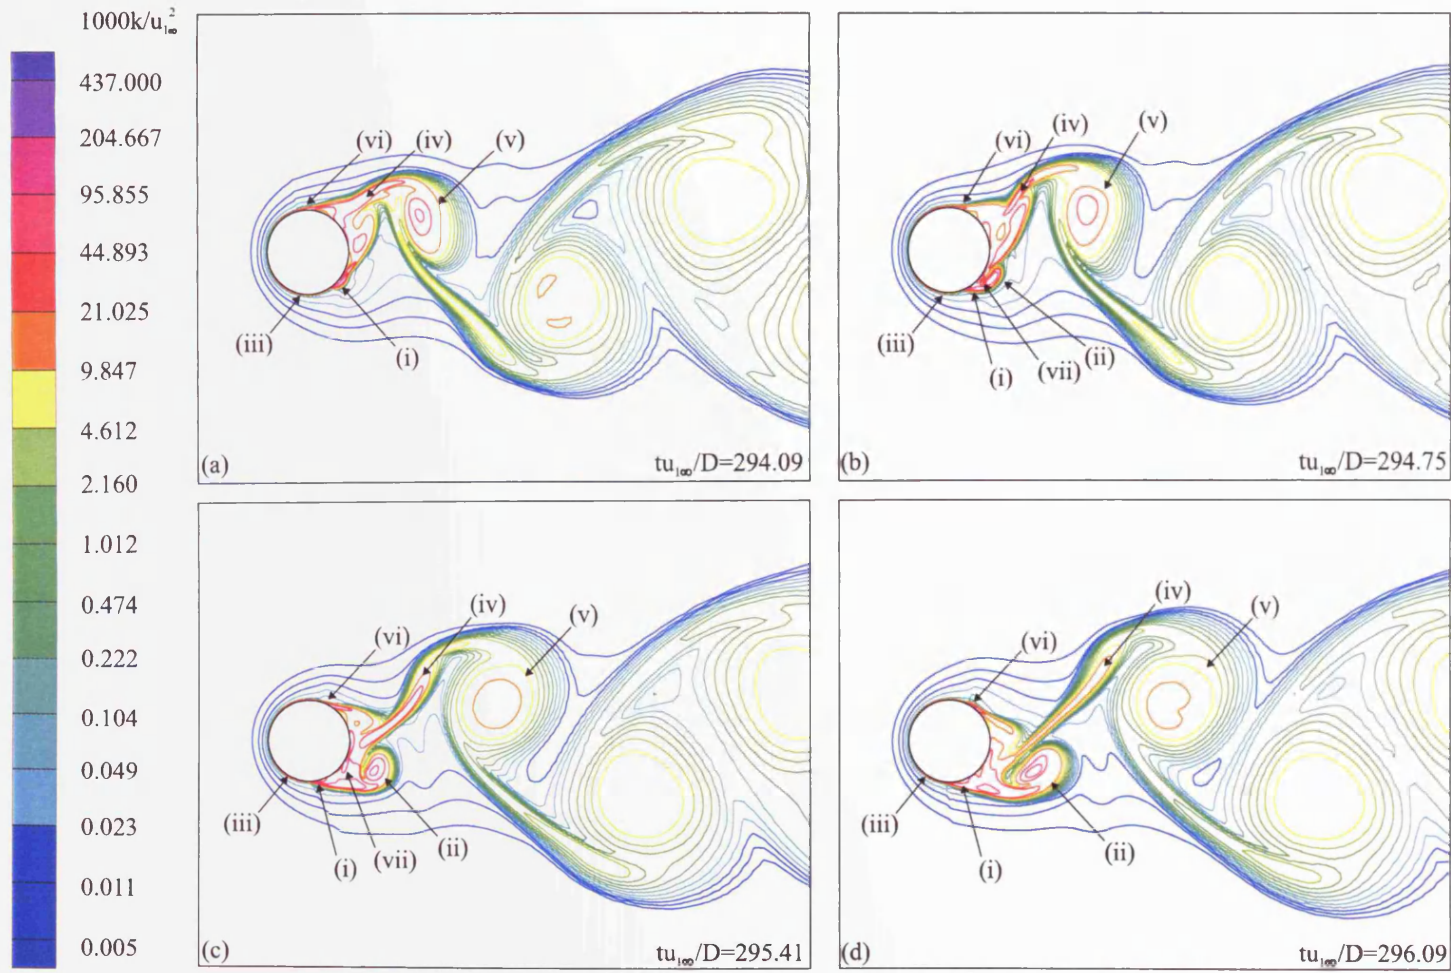 1000k/u₁∞²
437.000
204.667
95.855
44.893
21.025
9.847
4.612
2.160
1.012
0.474
0.222
0.104
0.049
0.023
0.011
0.005
(vi)
(iv)
(v)
(iii)
(i)
(a)
tu₁∞/D=294.09
(vi)
(iv)
(v)
(iii)
(i)
(vii)
(ii)
(b)
tu₁∞/D=294.75
(vi)
(iv)
(v)
(iii)
(i)
(vii)
(ii)
(c)
tu₁∞/D=295.41
(vi)
(iv)
(v)
(iii)
(i)
(ii)
(d)
tu₁∞/D=296.09